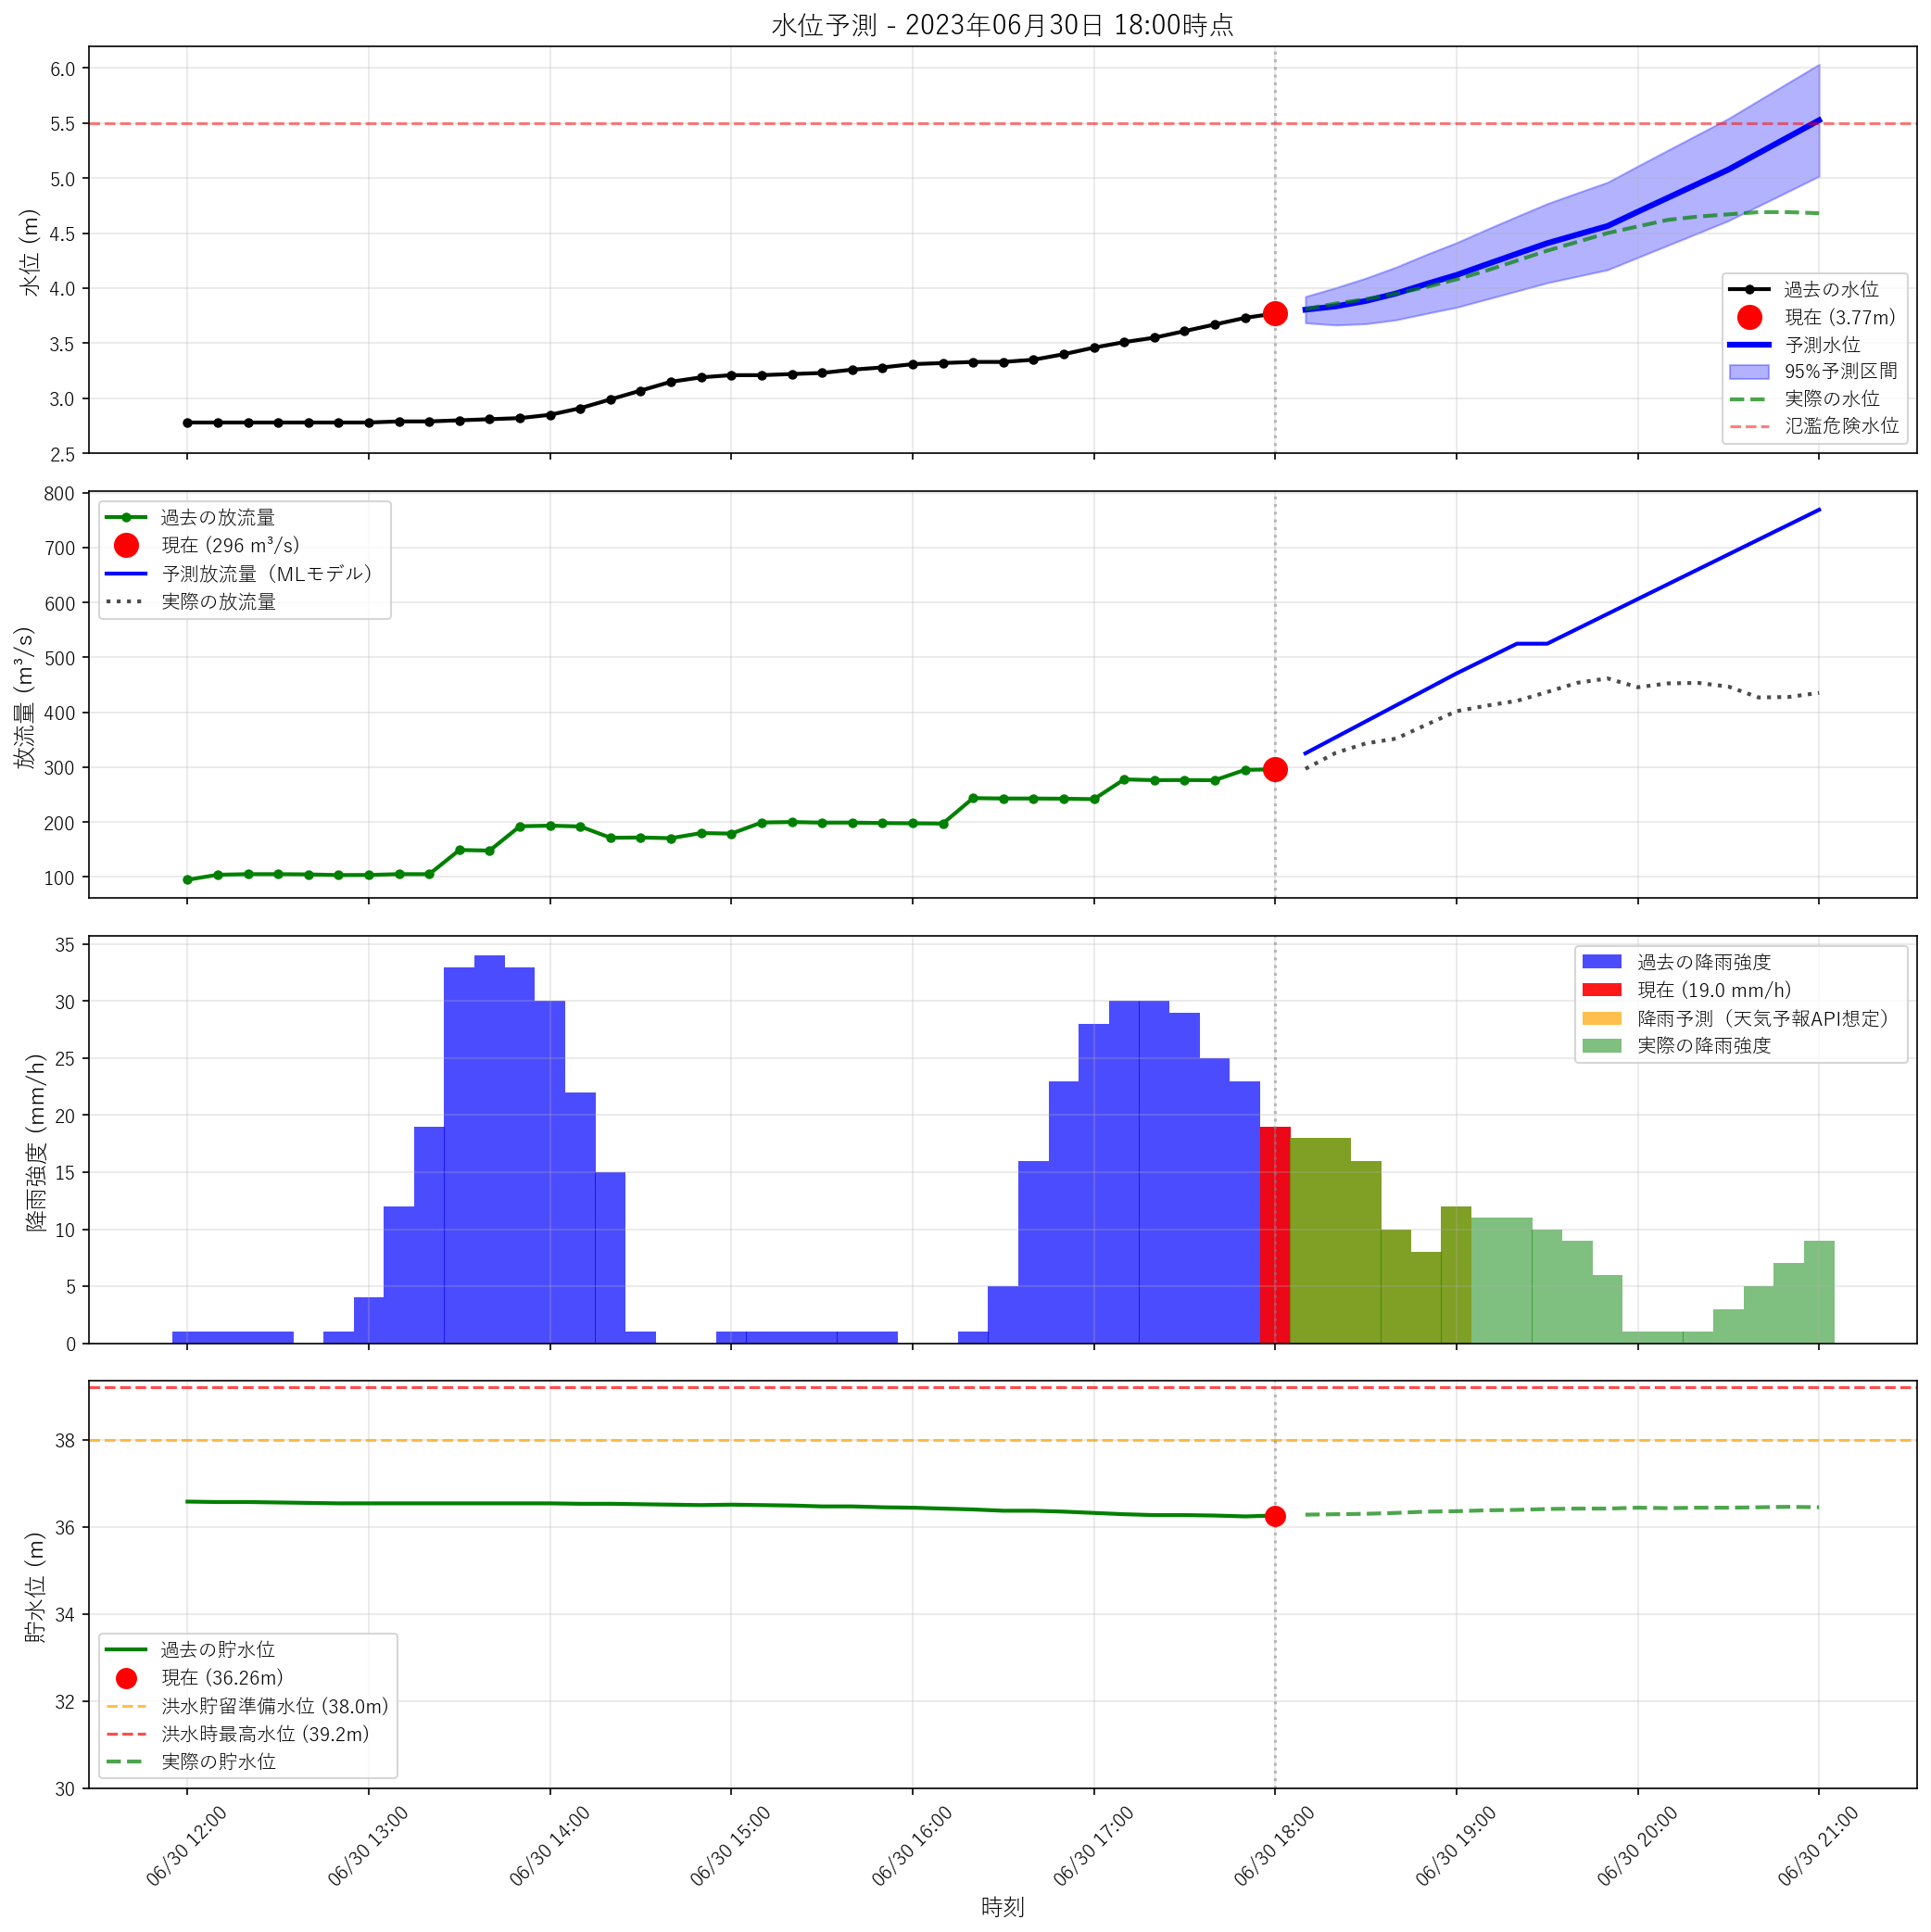 水位予測 - 2023年06月30日 18:00時点
水位 (m)
6.0
5.5
5.0
4.5
4.0
3.5
3.0
2.5
過去の水位
現在 (3.77m)
予測水位
95%予測区間
実際の水位
氾濫危険水位
放流量 (m³/s)
800
700
600
500
400
300
200
100
過去の放流量
現在 (296 m³/s)
予測放流量（MLモデル）
実際の放流量
降雨強度 (mm/h)
35
30
25
20
15
10
5
0
過去の降雨強度
現在 (19.0 mm/h)
降雨予測（天気予報API想定）
実際の降雨強度
貯水位 (m)
38
36
34
32
30
過去の貯水位
現在 (36.26m)
洪水貯留準備水位 (38.0m)
洪水時最高水位 (39.2m)
実際の貯水位
06/30 12:00
06/30 13:00
06/30 14:00
06/30 15:00
06/30 16:00
06/30 17:00
06/30 18:00
06/30 19:00
06/30 20:00
06/30 21:00
時刻